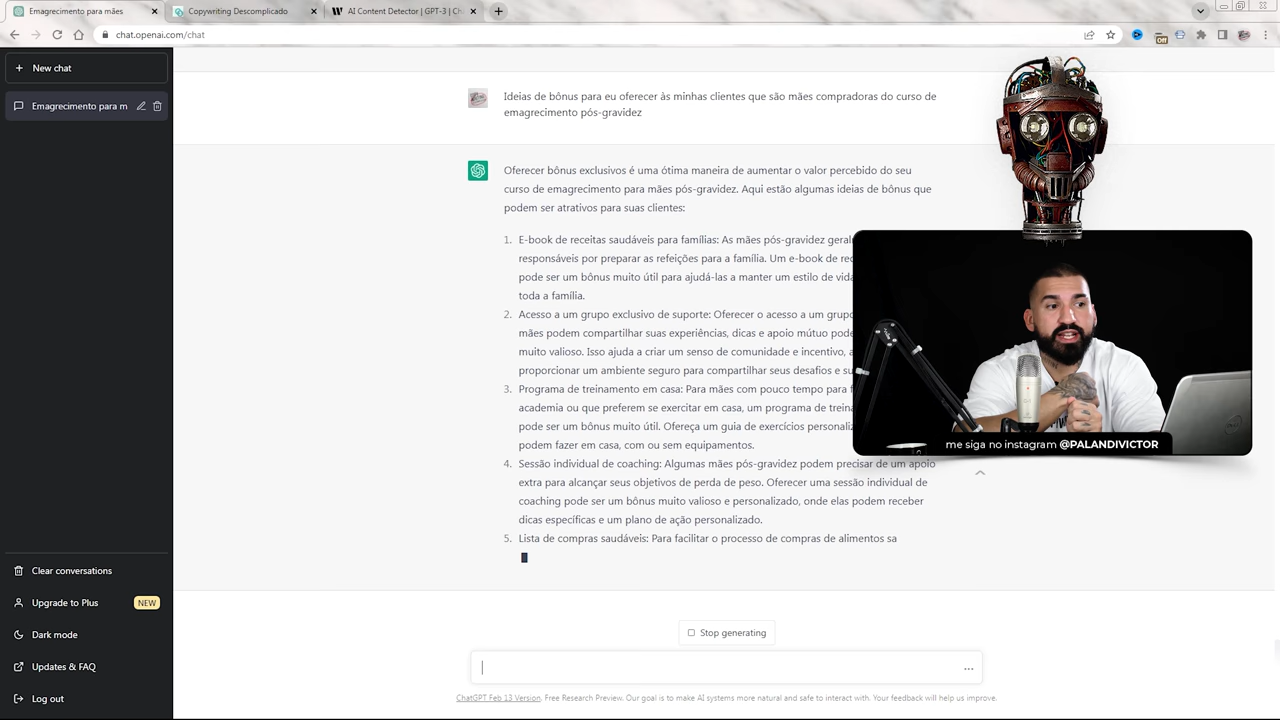 Emagrecimento para mães
Copywriting Descomplicado
AI Content Detector | GPT-3 | Ch
chat.openai.com/chat
Off
New chat
Emagrecimento para m
Ideias de bônus para eu oferecer às minhas clientes que são mães compradoras do curso de
emagrecimento pós-gravidez
Oferecer bônus exclusivos é uma ótima maneira de aumentar o valor percebido do seu
curso de emagrecimento para mães pós-gravidez. Aqui estão algumas ideias de bônus que
podem ser atrativos para suas clientes:
1. E-book de receitas saudáveis para famílias: As mães pós-gravidez geral
responsáveis por preparar as refeições para a família. Um e-book de rec
pode ser um bônus muito útil para ajudá-las a manter um estilo de vida
toda a família.
2. Acesso a um grupo exclusivo de suporte: Oferecer o acesso a um grupo
mães podem compartilhar suas experiências, dicas e apoio mútuo pode
muito valioso. Isso ajuda a criar um senso de comunidade e incentivo, a
proporcionar um ambiente seguro para compartilhar seus desafios e su
3. Programa de treinamento em casa: Para mães com pouco tempo para f
academia ou que preferem se exercitar em casa, um programa de treina
pode ser um bônus muito útil. Ofereça um guia de exercícios personaliz
podem fazer em casa, com ou sem equipamentos.
4. Sessão individual de coaching: Algumas mães pós-gravidez podem precisar de um apoio
extra para alcançar seus objetivos de perda de peso. Oferecer uma sessão individual de
coaching pode ser um bônus muito valioso e personalizado, onde elas podem receber
dicas específicas e um plano de ação personalizado.
5. Lista de compras saudáveis: Para facilitar o processo de compras de alimentos sa
me siga no instagram @PALANDIVICTOR
Clear conversations
Upgrade to Plus NEW
Dark mode
Updates & FAQ
Log out
Stop generating
ChatGPT Feb 13 Version. Free Research Preview. Our goal is to make AI systems more natural and safe to interact with. Your feedback will help us improve.